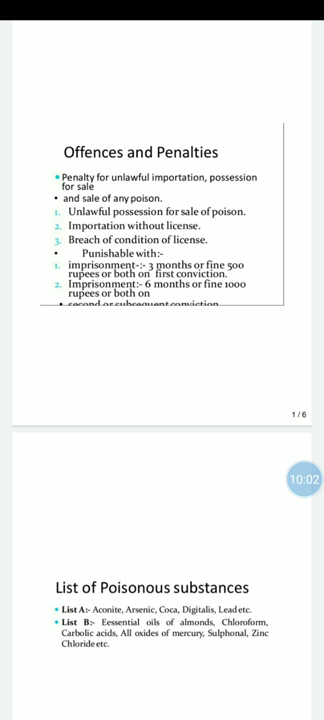 Offences and Penalties
• Penalty for unlawful importation, possession
for sale
• and sale of any poison.
1. Unlawful possession for sale of poison.
2. Importation without license.
3. Breach of condition of license.
• Punishable with:-
1. imprisonment-:- 3 months or fine 500
rupees or both on first conviction.
2. Imprisonment:- 6 months or fine 1000
rupees or both on
• second or subsequent conviction
1 / 6
10:02
List of Poisonous substances
• List A:- Aconite, Arsenic, Coca, Digitalis, Lead etc.
• List B:- Eessential oils of almonds, Chloroform,
Carbolic acids, All oxides of mercury, Sulphonal, Zinc
Chloride etc.